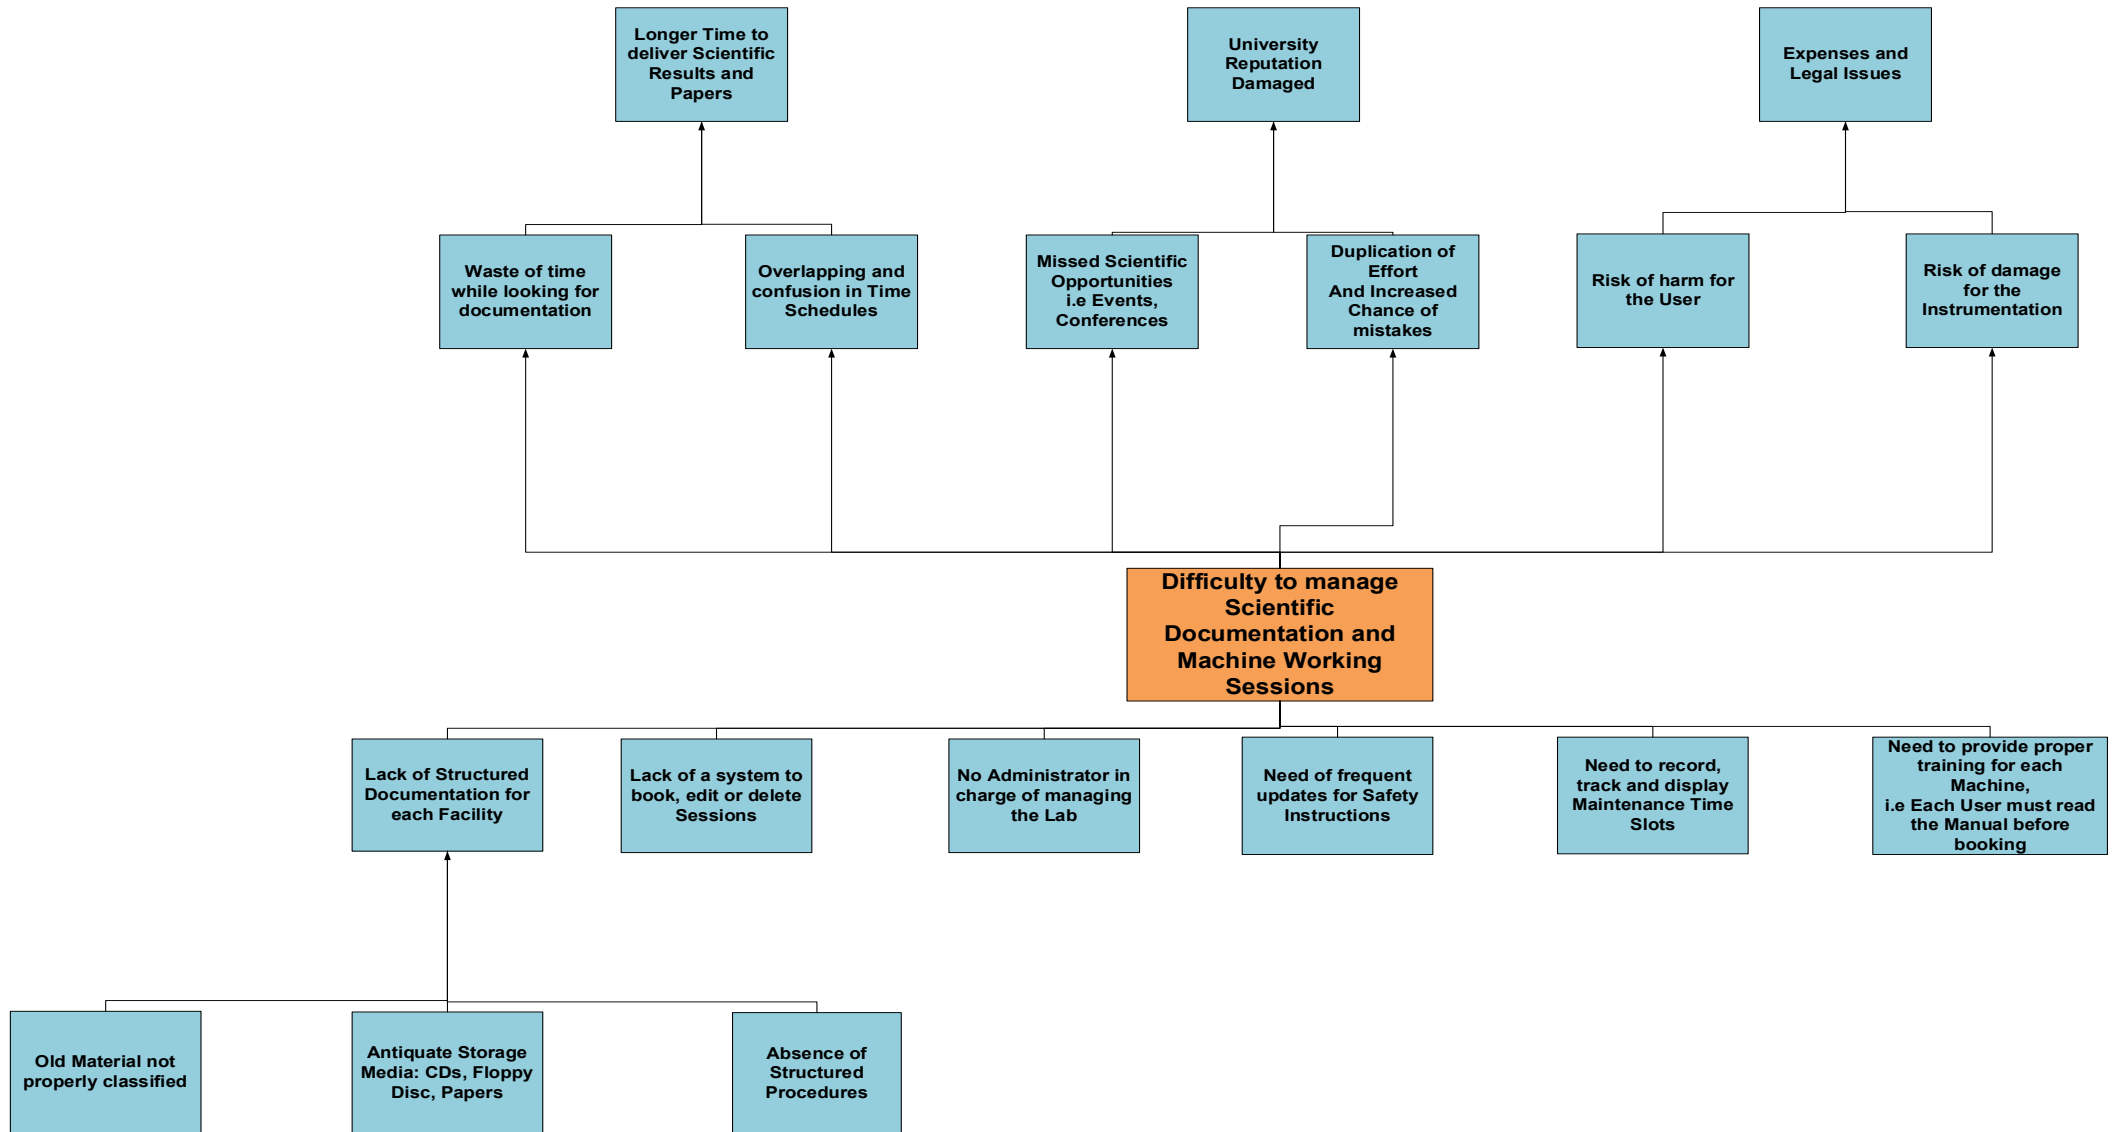 Longer Time to
deliver Scientific
Results and
Papers
University
Reputation
Damaged
Expenses and
Legal Issues
Waste of time
while looking for
documentation
Overlapping and
confusion in Time
Schedules
Missed Scientific
Opportunities
i.e Events,
Conferences
Duplication of
Effort
And Increased
Chance of
mistakes
Risk of harm for
the User
Risk of damage
for the
Instrumentation
Difficulty to manage
Scientific
Documentation and
Machine Working
Sessions
Lack of Structured
Documentation for
each Facility
Lack of a system to
book, edit or delete
Sessions
No Administrator in
charge of managing
the Lab
Need of frequent
updates for Safety
Instructions
Need to record,
track and display
Maintenance Time
Slots
Need to provide proper
training for each
Machine,
i.e Each User must read
the Manual before
booking
Old Material not
properly classified
Antiquate Storage
Media: CDs, Floppy
Disc, Papers
Absence of
Structured
Procedures